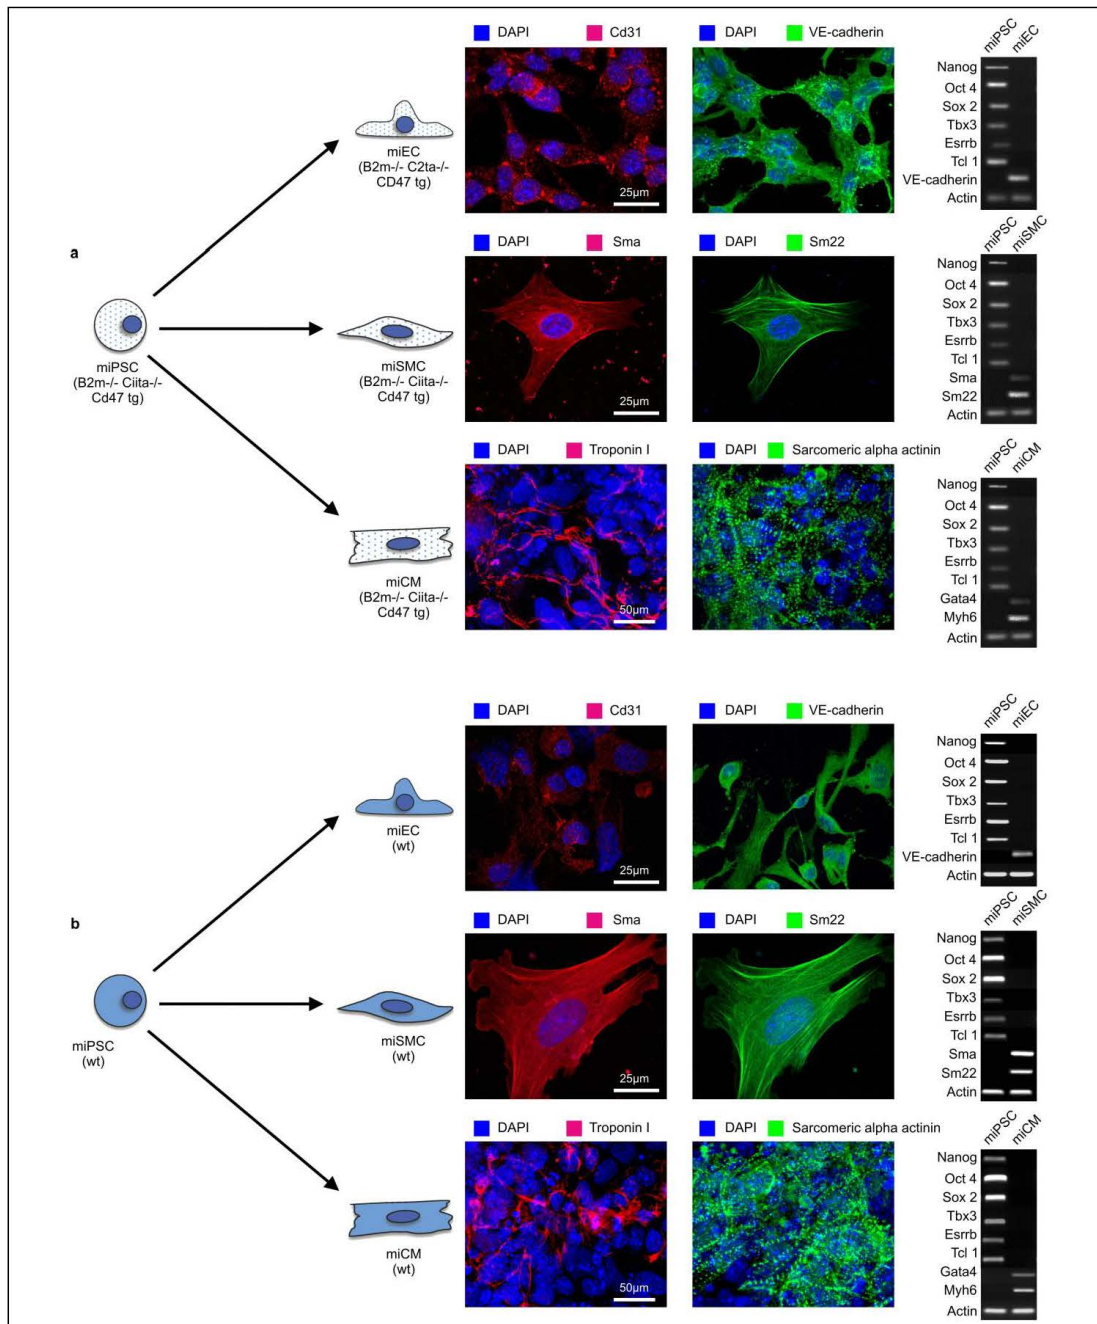 DAPI Cd31
DAPI VE-cadherin
miPSC
miEC
Nanog
Oct 4
Sox 2
Tbx3
Esrrb
Tcl 1
VE-cadherin
Actin
25µm
miEC
(B2m-/- C2ta-/-
CD47 tg)
a
DAPI Sma
DAPI Sm22
miPSC
miSMC
Nanog
Oct 4
Sox 2
Tbx3
Esrrb
Tcl 1
Sma
Sm22
Actin
25µm
miPSC
(B2m-/- Ciita-/-
Cd47 tg)
miSMC
(B2m-/- Ciita-/-
Cd47 tg)
DAPI Troponin I
DAPI Sarcomeric alpha actinin
miPSC
miCM
Nanog
Oct 4
Sox 2
Tbx3
Esrrb
Tcl 1
Gata4
Myh6
Actin
50µm
miCM
(B2m-/- Ciita-/-
Cd47 tg)
DAPI Cd31
DAPI VE-cadherin
miPSC
miEC
Nanog
Oct 4
Sox 2
Tbx3
Esrrb
Tcl 1
VE-cadherin
Actin
25µm
miEC
(wt)
b
DAPI Sma
DAPI Sm22
miPSC
miSMC
Nanog
Oct 4
Sox 2
Tbx3
Esrrb
Tcl 1
Sma
Sm22
Actin
25µm
miPSC
(wt)
miSMC
(wt)
DAPI Troponin I
DAPI Sarcomeric alpha actinin
miPSC
miCM
Nanog
Oct 4
Sox 2
Tbx3
Esrrb
Tcl 1
Gata4
Myh6
Actin
50µm
miCM
(wt)